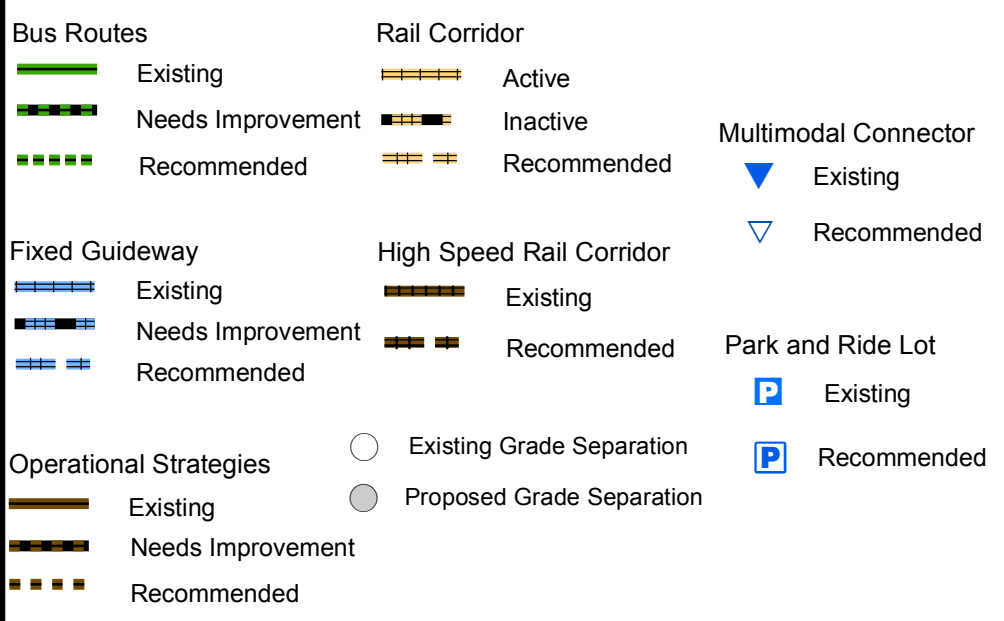 Bus Routes
Existing
Needs Improvement
Recommended
Fixed Guideway
Existing
Needs Improvement
Recommended
Operational Strategies
Existing
Needs Improvement
Recommended
Rail Corridor
Active
Inactive
Recommended
High Speed Rail Corridor
Existing
Recommended
Existing Grade Separation
Proposed Grade Separation
Multimodal Connector
Existing
Recommended
Park and Ride Lot
P Existing
P Recommended